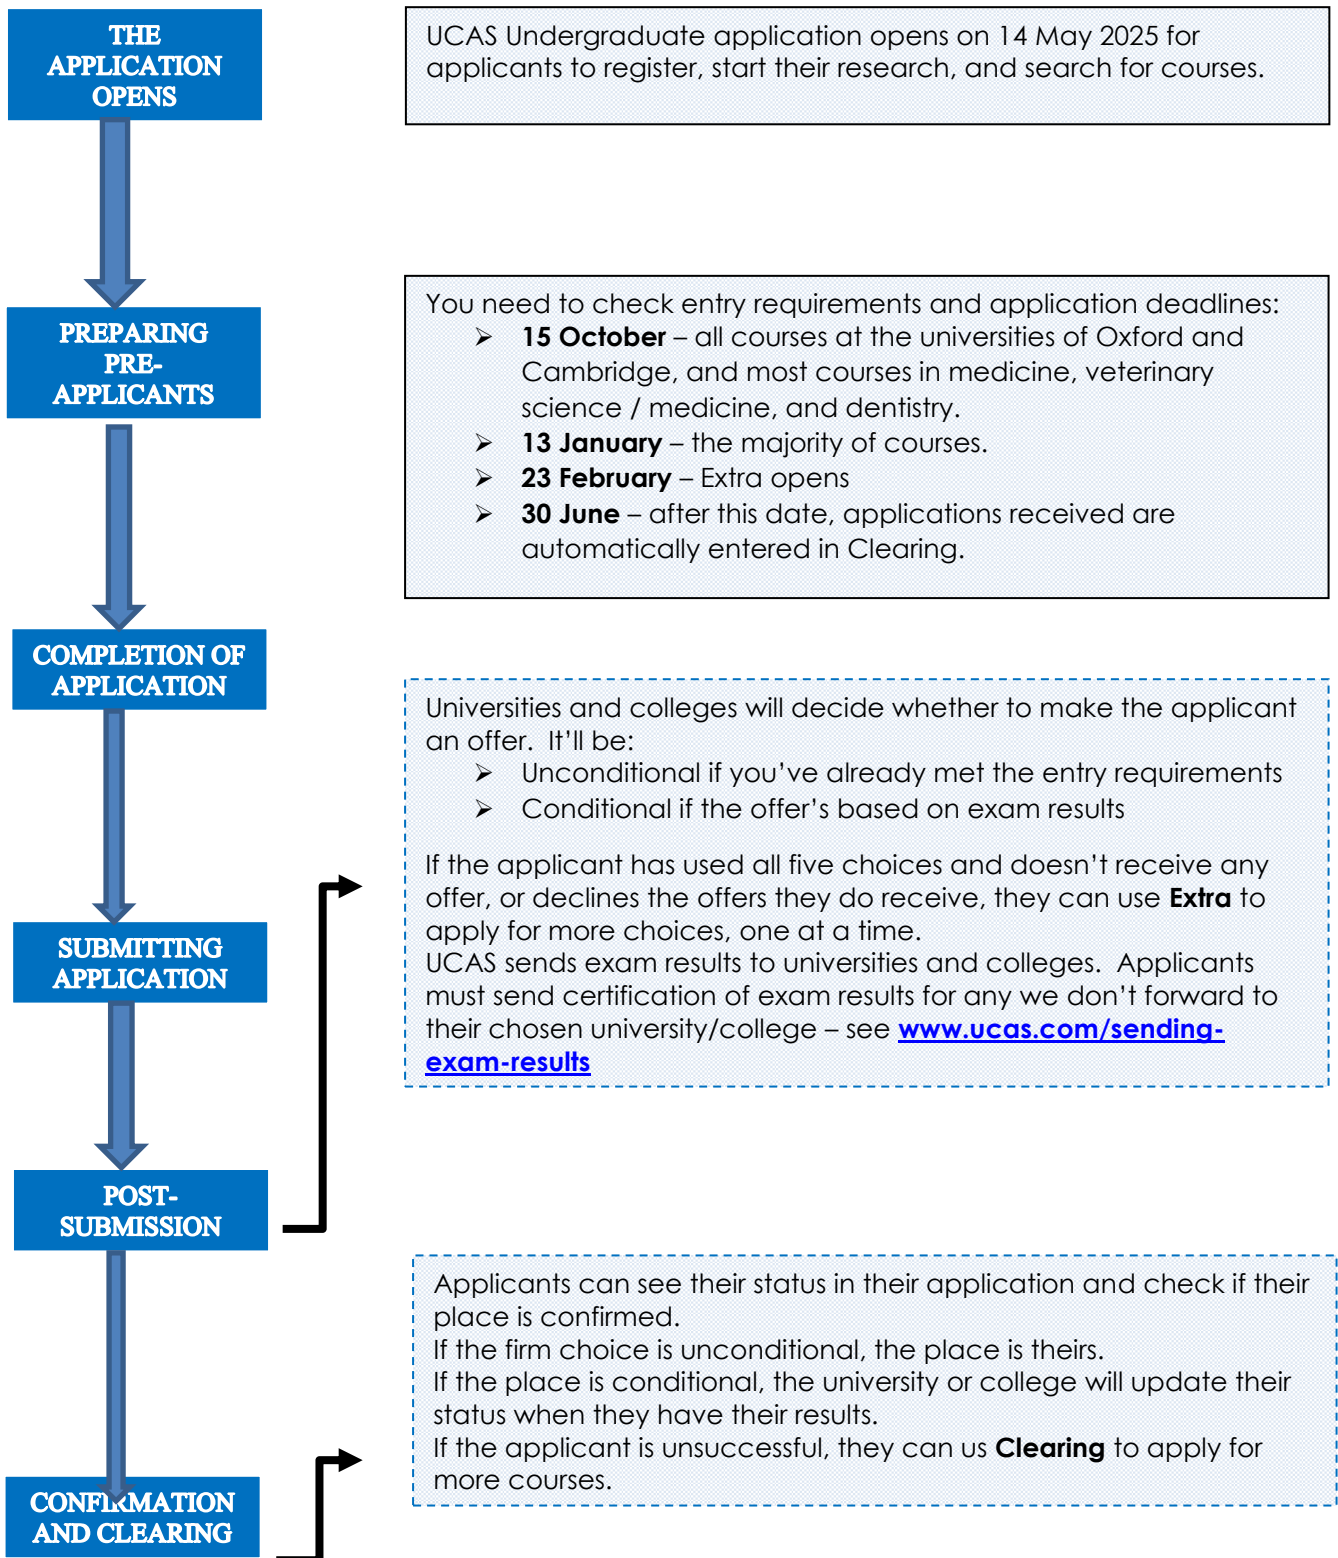 THE
APPLICATION
OPENS
UCAS Undergraduate application opens on 14 May 2025 for
applicants to register, start their research, and search for courses.
PREPARING
PRE-
APPLICANTS
You need to check entry requirements and application deadlines:
➢ 15 October – all courses at the universities of Oxford and
Cambridge, and most courses in medicine, veterinary
science / medicine, and dentistry.
➢ 13 January – the majority of courses.
➢ 23 February – Extra opens
➢ 30 June – after this date, applications received are
automatically entered in Clearing.
COMPLETION OF
APPLICATION
SUBMITTING
APPLICATION
POST-
SUBMISSION
Universities and colleges will decide whether to make the applicant
an offer. It’ll be:
➢ Unconditional if you’ve already met the entry requirements
➢ Conditional if the offer’s based on exam results
If the applicant has used all five choices and doesn’t receive any
offer, or declines the offers they do receive, they can use Extra to
apply for more choices, one at a time.
UCAS sends exam results to universities and colleges. Applicants
must send certification of exam results for any we don’t forward to
their chosen university/college – see www.ucas.com/sending-
exam-results
CONFIRMATION
AND CLEARING
Applicants can see their status in their application and check if their
place is confirmed.
If the firm choice is unconditional, the place is theirs.
If the place is conditional, the university or college will update their
status when they have their results.
If the applicant is unsuccessful, they can us Clearing to apply for
more courses.